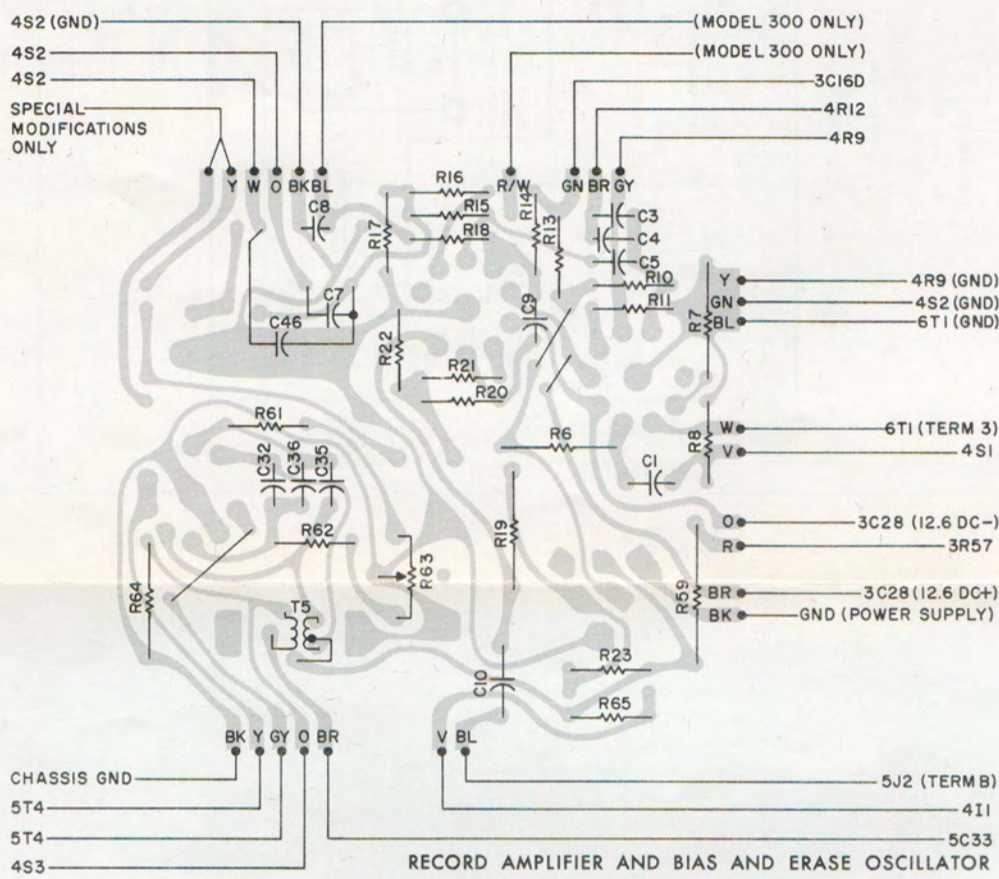 4S2 (GND)
4S2
4S2
SPECIAL
MODIFICATIONS
ONLY
(MODEL 300 ONLY)
(MODEL 300 ONLY)
3C16D
4R12
4R9
Y W O BK BL
R/W
GN BR GY
C8
R17
R16
R15
R18
R14
R13
C3
C4
C5
R10
R11
C7
C46
R22
C9
R7
Y
4R9 (GND)
GN
4S2 (GND)
BL
6T1 (GND)
R21
R20
R61
R6
R8
W
6T1 (TERM 3)
V
4S1
C32
C36
C35
C1
R62
R19
O
3C28 (12.6 DC-)
R
3R57
R63
R64
R59
BR
3C28 (12.6 DC+)
BK
GND (POWER SUPPLY)
T5
C10
R23
R65
BK Y GY O BR
V BL
CHASSIS GND
5T4
5T4
4S3
5J2 (TERM B)
4I1
5C33
RECORD AMPLIFIER AND BIAS AND ERASE OSCILLATOR